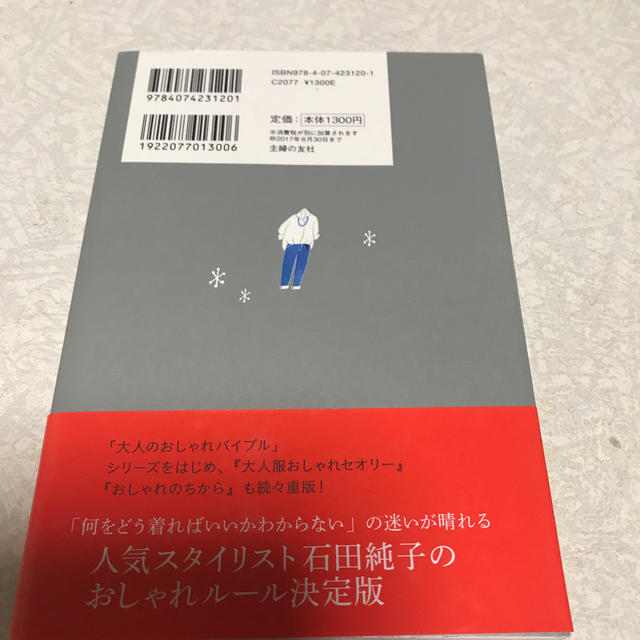 ISBN978-4-07-423120-1
C2077 ¥1300E
9784074231201
定価： 本体1300円
※消費税が別に加算されます
㊕2017年6月30日まで
主婦の友社
1922077013006
「大人のおしゃれバイブル」
シリーズをはじめ、『大人服おしゃれセオリー』
『おしゃれのちから』も続々重版！
「何をどう着ればいいかわからない」の迷いが晴れる
人気スタイリスト石田純子の
おしゃれルール決定版